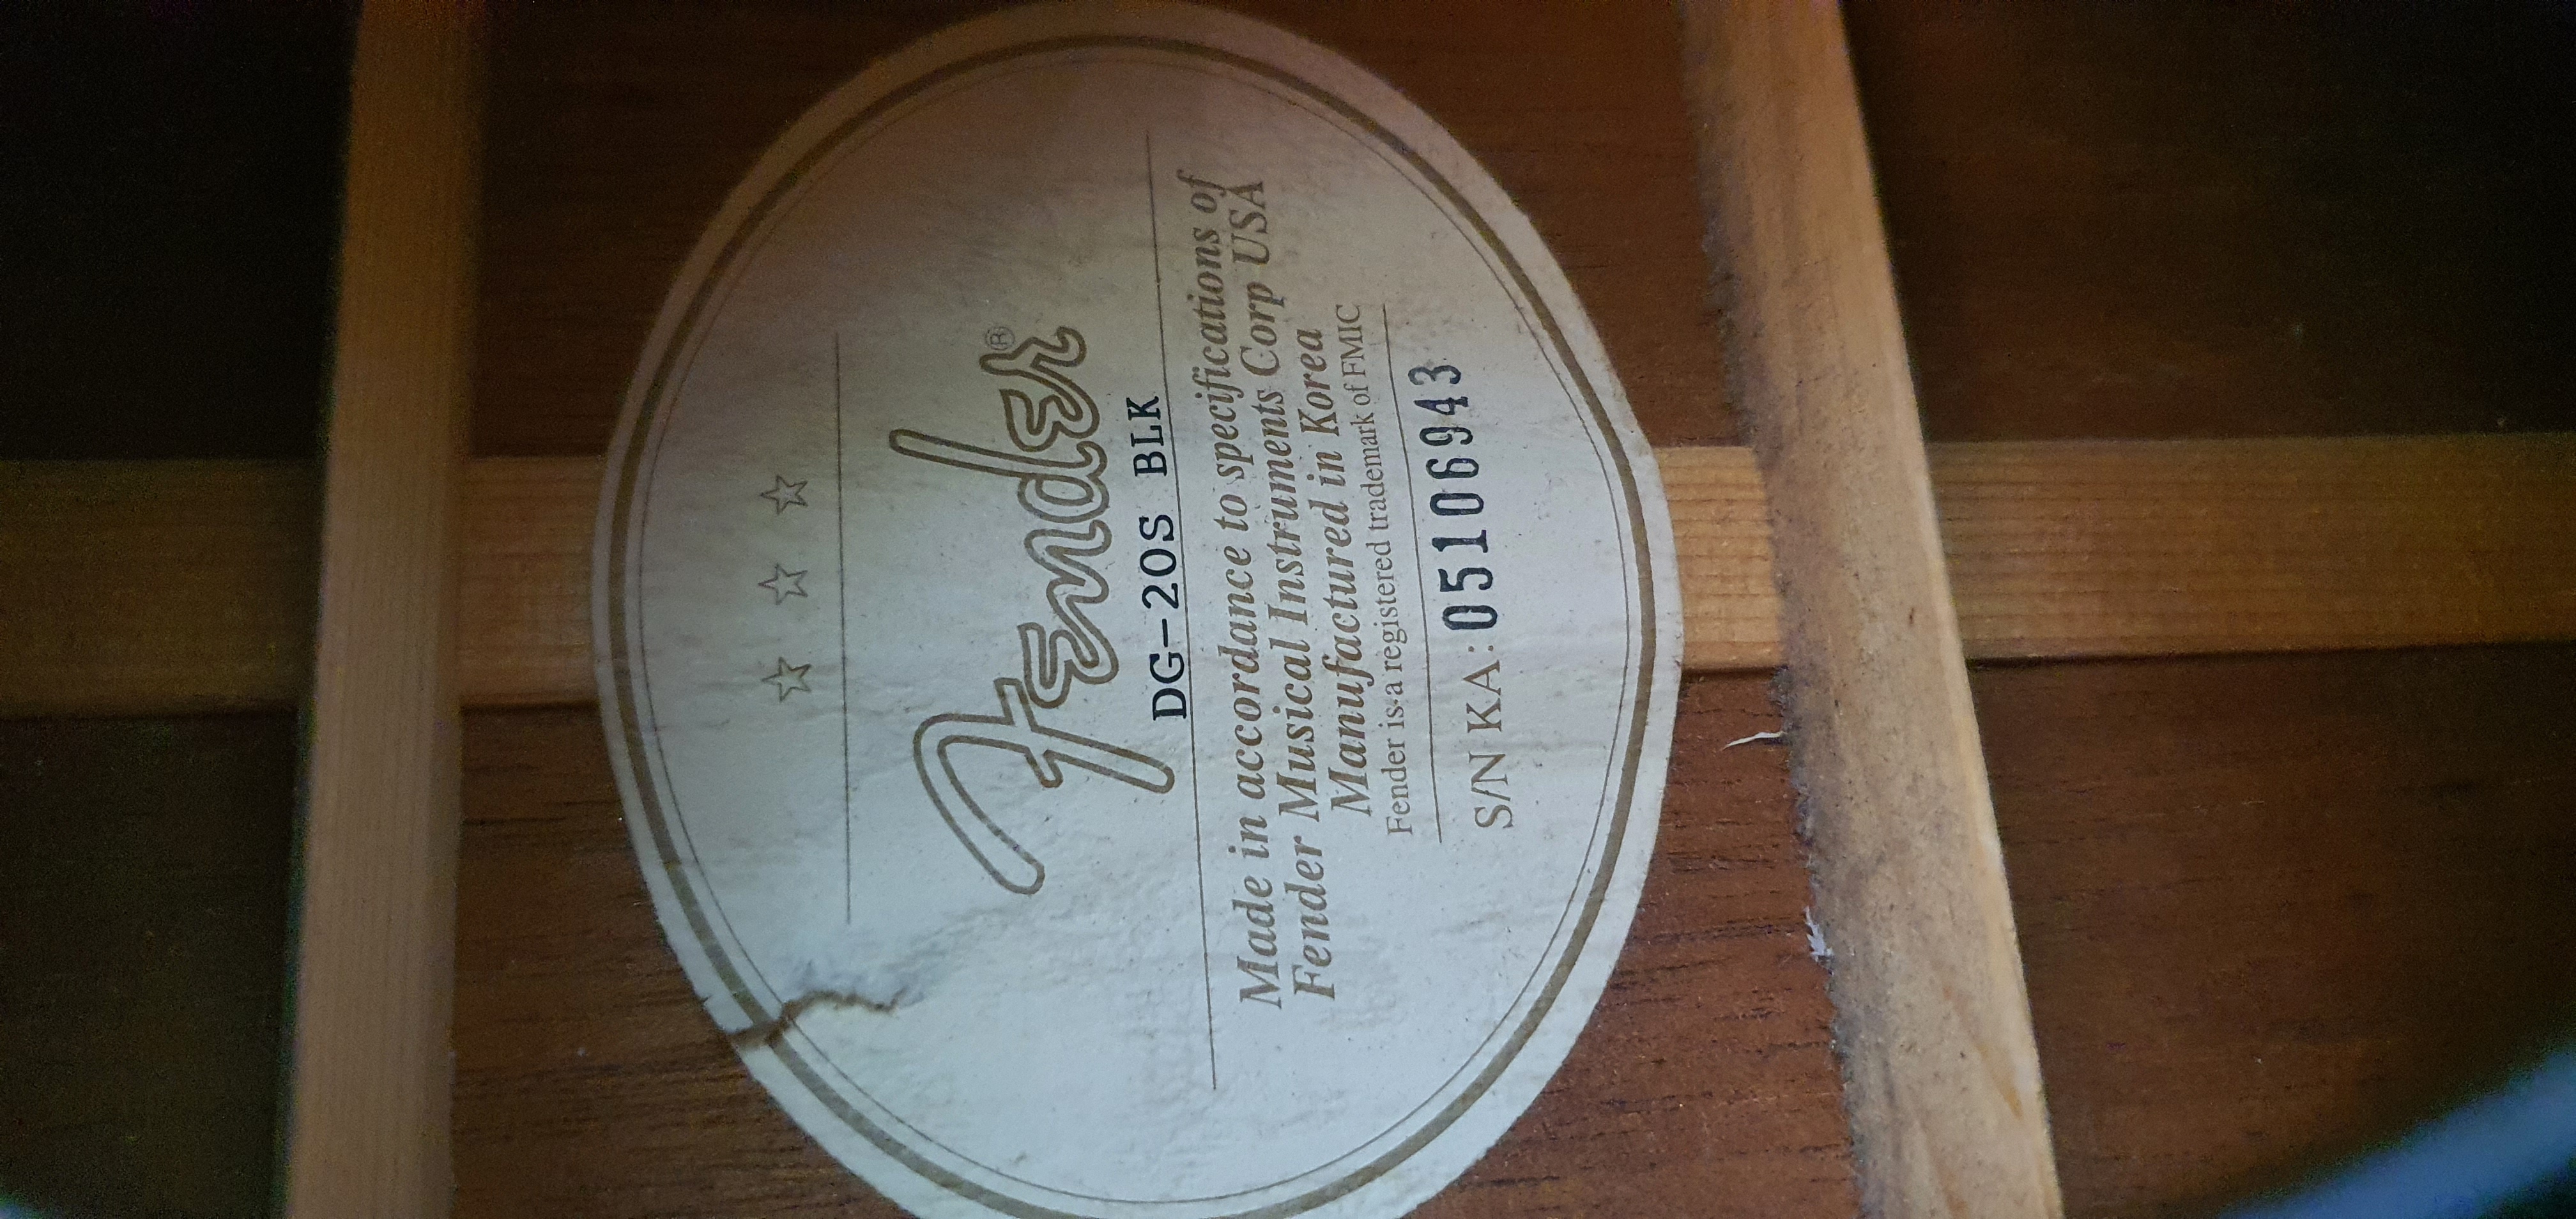 Fender®
DG-20S BLK
Made in accordance to specifications of
Fender Musical Instruments Corp USA
Manufactured in Korea
Fender is a registered trademark of FMIC
S/N KA: 05106943